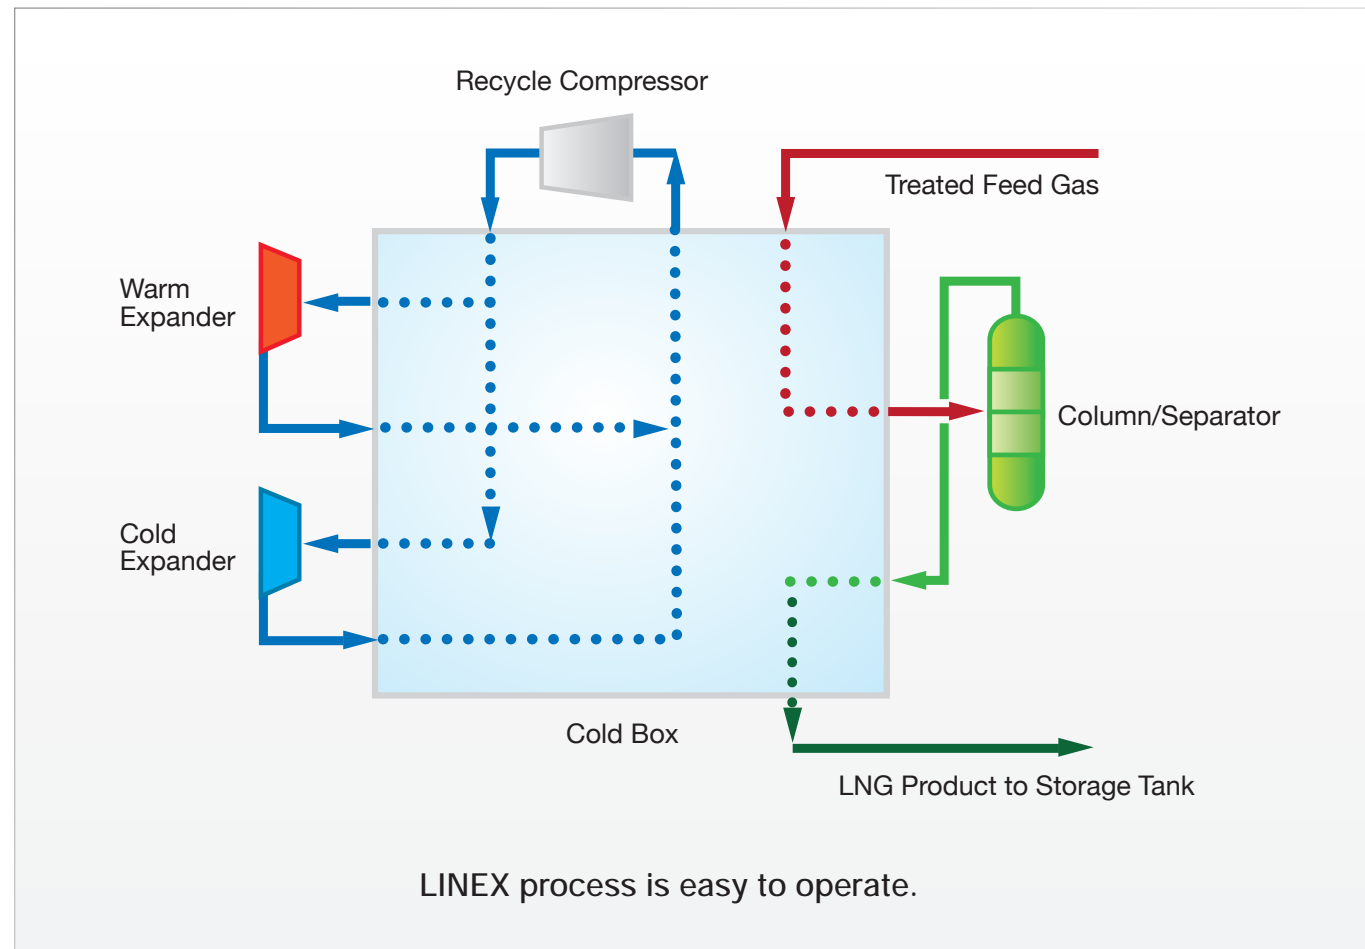 Recycle Compressor
Treated Feed Gas
Warm
Expander
Column/Separator
Cold
Expander
Cold Box
LNG Product to Storage Tank
LINEX process is easy to operate.